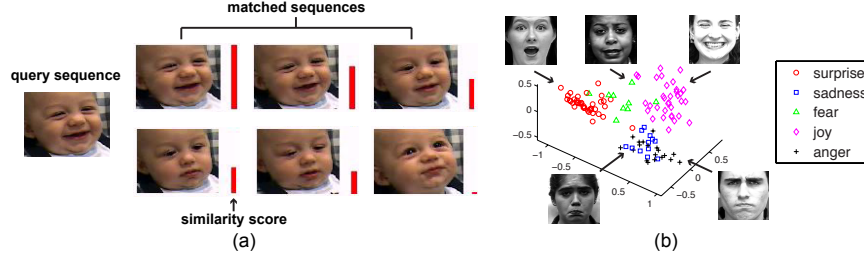 matched sequences
query sequence
similarity score
(a)
0.5
0
-0.5
-1
-0.5
0
0.5
1
-0.5
0
0.5
surprise
sadness
fear
joy
anger
(b)